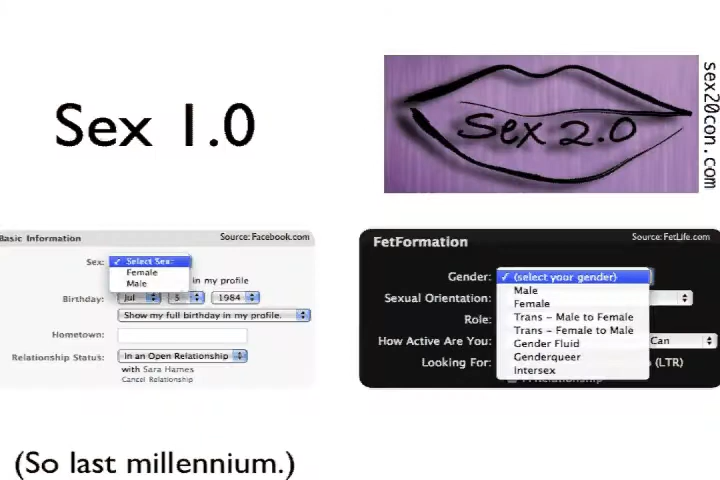 Sex 1.0
Sex 2.0
sex20con.com
Basic Information
Source: Facebook.com
Sex:
✓ Select Sex:
Female
Male
in my profile
Birthday:
Jul 5 1984
Show my full birthday in my profile.
Hometown:
Relationship Status:
In an Open Relationship
with Sara Hames
Cancel Relationship
FetFormation
Source: FetLife.com
Gender:
✓ (select your gender)
Male
Female
Trans - Male to Female
Trans - Female to Male
Gender Fluid
Genderqueer
Intersex
Sexual Orientation:
Role:
How Active Are You:
Can
Looking For:
(LTR)
(So last millennium.)